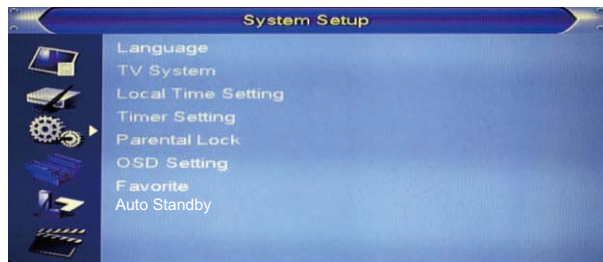 System Setup
Language
TV System
Local Time Setting
Timer Setting
Parental Lock
OSD Setting
Favorite
Auto Standby